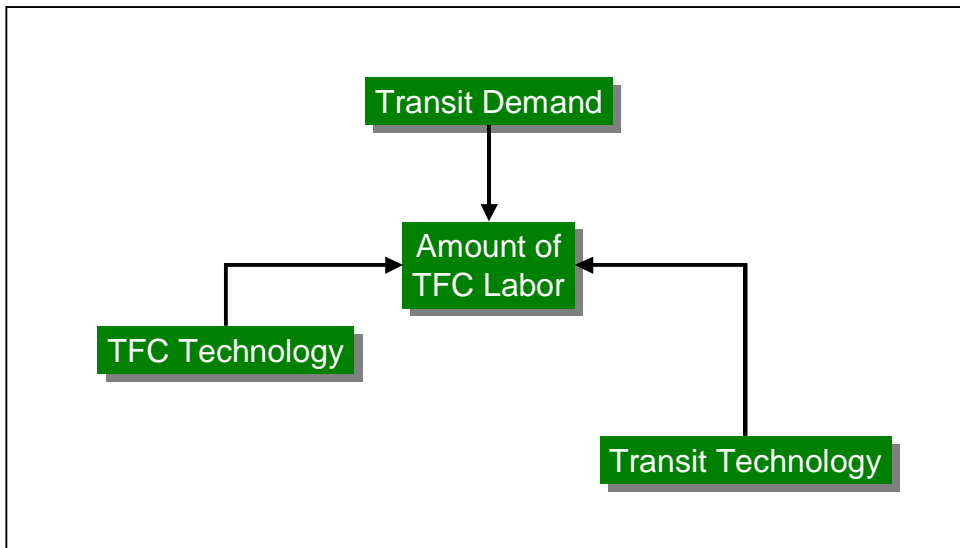 Transit Demand
Amount of
TFC Labor
TFC Technology
Transit Technology